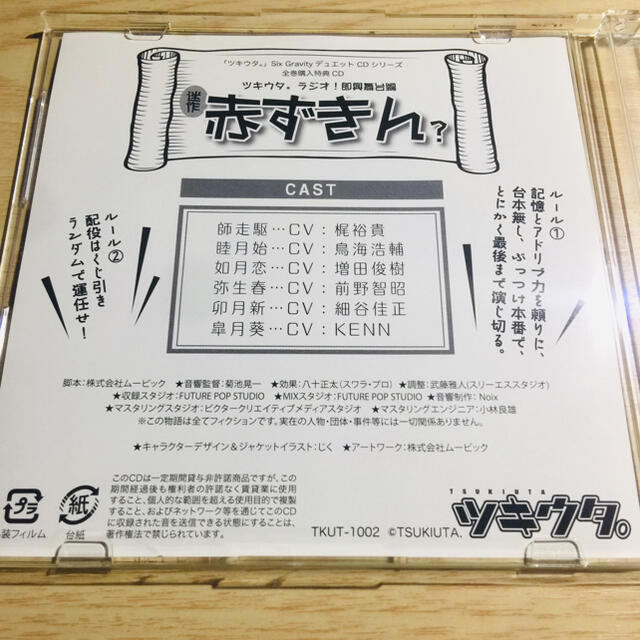 「ツキウタ。」Six Gravity デュエット CD シリーズ
全巻購入特典 CD
ツキウタ。ラジオ!即興舞台編
迷作
赤ずきん?
CAST
師走駆…CV:梶裕貴
睦月始…CV:鳥海浩輔
如月恋…CV:増田俊樹
弥生春…CV:前野智昭
卯月新…CV:細谷佳正
皐月葵…CV:KENN
ルール①
記憶とアドリブ力を頼りに、
台本無し、ぶっつけ本番で、
とにかく最後まで演じ切る。
ルール②
配役はくじ引き
ランダムで運任せ!
脚本:株式会社ムービック ★音響監督:菊池晃一 ★効果:八十正太(スワラ・プロ) ★調整:武藤雅人(スリーエススタジオ)
★収録スタジオ:FUTURE POP STUDIO ★MIXスタジオ:FUTURE POP STUDIO ★音響制作:Noix
★マスタリングスタジオ:ビクタークリエイティブメディアスタジオ ★マスタリングエンジニア:小林良雄
※この物語は全てフィクションです。実在の人物・団体・事件等には一切関係ありません。
★キャラクターデザイン&ジャケットイラスト:じく ★アートワーク:株式会社ムービック
このCDは一定期間貸与非許諾商品ですが、この
期間経過後も権利者の許諾なく賃貸業に使用
すること、個人的な範囲を超える使用目的で複製
すること、およびネットワーク等を通じてこのCD
に収録された音を送信できる状態にすることは、
著作権法で禁じられています。
プラ
紙
装フィルム
台紙
TKUT-1002 ©TSUKIUTA.
TSUKIUTA
ツキウタ。